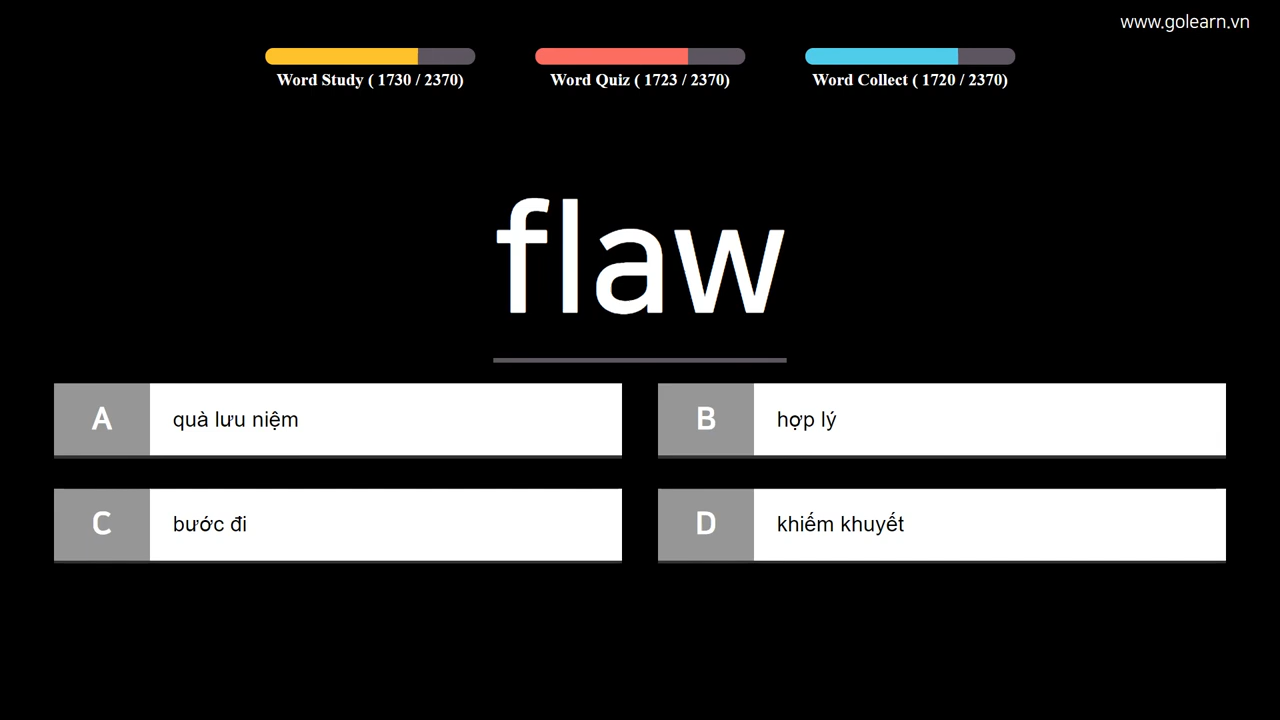 www.golearn.vn
Word Study ( 1730 / 2370)
Word Quiz ( 1723 / 2370)
Word Collect ( 1720 / 2370)
flaw
A quà lưu niệm
B hợp lý
C bước đi
D khiếm khuyết